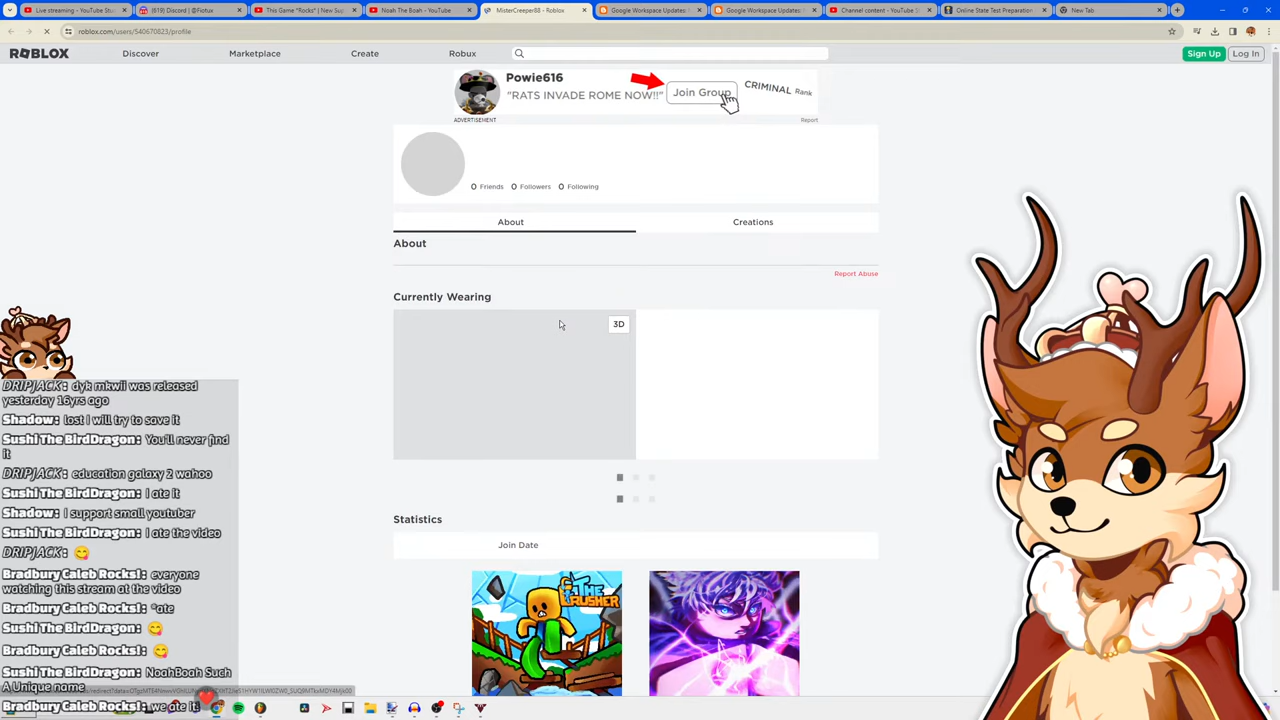 Live streaming - YouTube Stu
(619) Discord | @Fiotux
This Game *Rocks* | New Sup
Noah The Boah - YouTube
MisterCreeper88 - Roblox
Google Workspace Updates:
Google Workspace Updates:
Channel content - YouTube S
Online State Test Preparation
New Tab
roblox.com/users/540670823/profile
ROBLOX
Discover
Marketplace
Create
Robux
Sign Up
Log In
Powie616
"RATS INVADE ROME NOW!!"
Join Group
CRIMINAL Rank
ADVERTISEMENT
Report
0 Friends 0 Followers 0 Following
About
Creations
About
Report Abuse
Currently Wearing
3D
Statistics
Join Date
THE CRUSHER
DRIPJACK: dyk mkwii was released
yesterday 16yrs ago
Shadow: lost I will try to save it
Sushi The BirdDragon: You'll never find
it
DRIPJACK: education galaxy 2 wahoo
Sushi The BirdDragon: I ate it
Shadow: I support small youtuber
Sushi The BirdDragon: I ate the video
DRIPJACK: 😋
Bradbury Caleb Rocks!: everyone
watching this stream at the video
Bradbury Caleb Rocks!: *ate
Sushi The BirdDragon: 😋
Bradbury Caleb Rocks!: 😋
Sushi The BirdDragon: NoahBoah Such
A Unique name
Bradbury Caleb Rocks!: we ate it